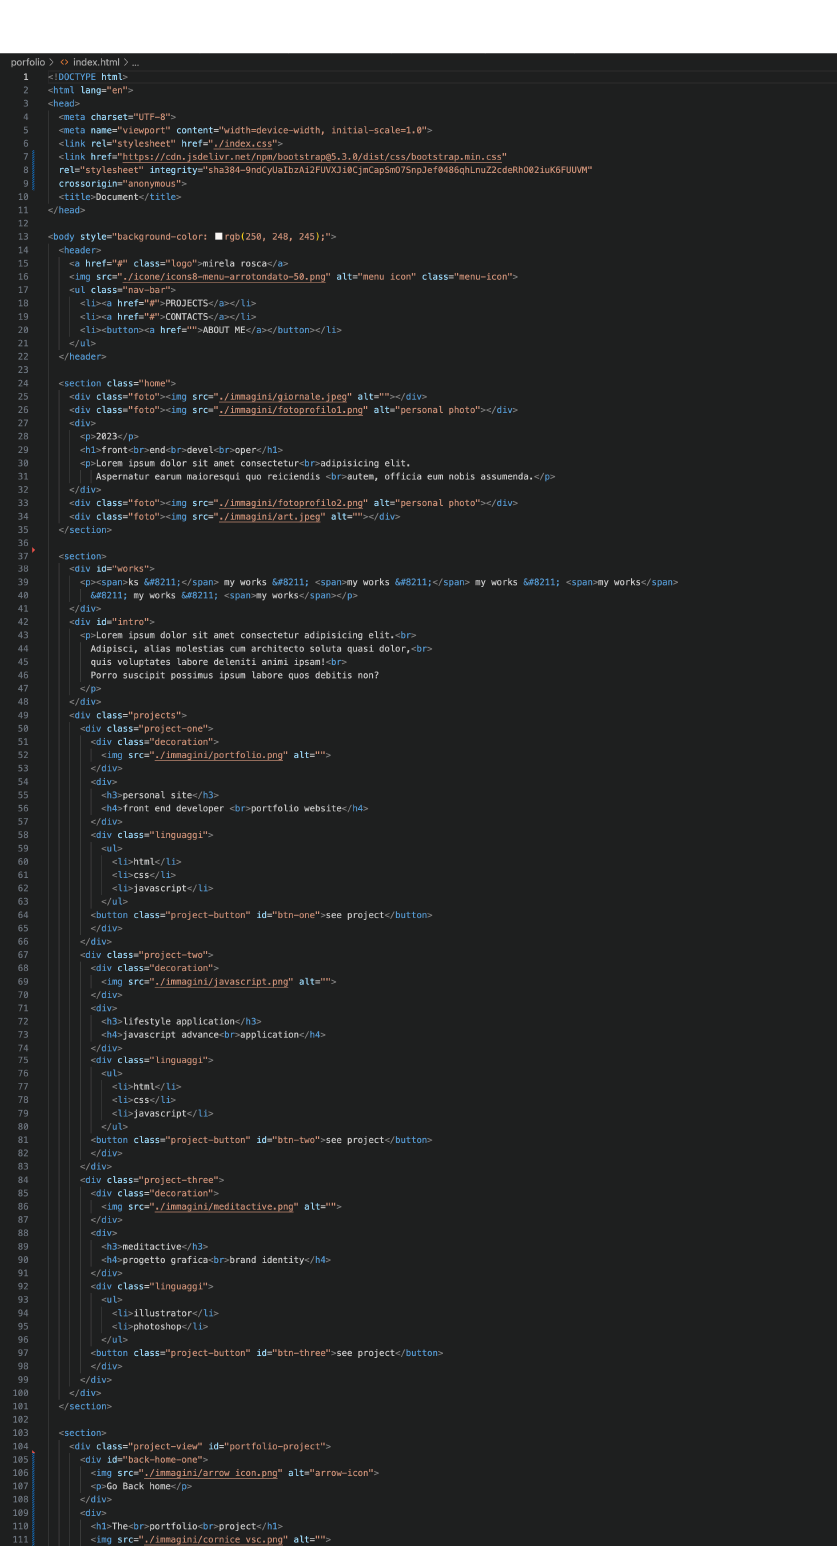 porfolio > <> index.html > ...
1 <!DOCTYPE html>
2 <html lang="en">
3 <head>
4 <meta charset="UTF-8">
5 <meta name="viewport" content="width=device-width, initial-scale=1.0">
6 <link rel="stylesheet" href="./index.css">
7 <link href="https://cdn.jsdelivr.net/npm/bootstrap@5.3.0/dist/css/bootstrap.min.css"
8 rel="stylesheet" integrity="sha384-9ndCyUaIbzAi2FUVXJi0CjmCapSmO7SnpJef0486qhLnuZ2cdeRhO02iuK6FUUVM"
9 crossorigin="anonymous">
10 <title>Document</title>
11 </head>
12
13 <body style="background-color: rgb(250, 248, 245);">
14 <header>
15 <a href="#" class="logo">mirela rosca</a>
16 <img src="./icone/icons8-menu-arrotondato-50.png" alt="menu icon" class="menu-icon">
17 <ul class="nav-bar">
18 <li><a href="#">PROJECTS</a></li>
19 <li><a href="#">CONTACTS</a></li>
20 <li><button><a href="">ABOUT ME</a></button></li>
21 </ul>
22 </header>
23
24 <section class="home">
25 <div class="foto"><img src="./immagini/giornale.jpeg" alt=""></div>
26 <div class="foto"><img src="./immagini/fotoprofilo1.png" alt="personal photo"></div>
27 <div>
28 <p>2023</p>
29 <h1>front<br>end<br>devel<br>oper</h1>
30 <p>Lorem ipsum dolor sit amet consectetur<br>adipisicing elit.
31 Aspernatur earum maioresqui quo reiciendis <br>autem, officia eum nobis assumenda.</p>
32 </div>
33 <div class="foto"><img src="./immagini/fotoprofilo2.png" alt="personal photo"></div>
34 <div class="foto"><img src="./immagini/art.jpeg" alt=""></div>
35 </section>
36
37 <section>
38 <div id="works">
39 <p><span>ks &#8211;</span> my works &#8211; <span>my works &#8211;</span> my works &#8211; <span>my works</span>
40 &#8211; my works &#8211; <span>my works</span></p>
41 </div>
42 <div id="intro">
43 <p>Lorem ipsum dolor sit amet consectetur adipisicing elit.<br>
44 Adipisci, alias molestias cum architecto soluta quasi dolor,<br>
45 quis voluptates labore deleniti animi ipsam!<br>
46 Porro suscipit possimus ipsum labore quos debitis non?
47 </p>
48 </div>
49 <div class="projects">
50 <div class="project-one">
51 <div class="decoration">
52 <img src="./immagini/portfolio.png" alt="">
53 </div>
54 <div>
55 <h3>personal site</h3>
56 <h4>front end developer <br>portfolio website</h4>
57 </div>
58 <div class="linguaggi">
59 <ul>
60 <li>html</li>
61 <li>css</li>
62 <li>javascript</li>
63 </ul>
64 <button class="project-button" id="btn-one">see project</button>
65 </div>
66 </div>
67 <div class="project-two">
68 <div class="decoration">
69 <img src="./immagini/javascript.png" alt="">
70 </div>
71 <div>
72 <h3>lifestyle application</h3>
73 <h4>javascript advance<br>application</h4>
74 </div>
75 <div class="linguaggi">
76 <ul>
77 <li>html</li>
78 <li>css</li>
79 <li>javascript</li>
80 </ul>
81 <button class="project-button" id="btn-two">see project</button>
82 </div>
83 </div>
84 <div class="project-three">
85 <div class="decoration">
86 <img src="./immagini/meditactive.png" alt="">
87 </div>
88 <div>
89 <h3>meditactive</h3>
90 <h4>progetto grafica<br>brand identity</h4>
91 </div>
92 <div class="linguaggi">
93 <ul>
94 <li>illustrator</li>
95 <li>photoshop</li>
96 </ul>
97 <button class="project-button" id="btn-three">see project</button>
98 </div>
99 </div>
100 </div>
101 </section>
102
103 <section>
104 <div class="project-view" id="portfolio-project">
105 <div id="back-home-one">
106 <img src="./immagini/arrow icon.png" alt="arrow-icon">
107 <p>Go Back home</p>
108 </div>
109 <div>
110 <h1>The<br>portfolio<br>project</h1>
111 <img src="./immagini/cornice vsc.png" alt="">